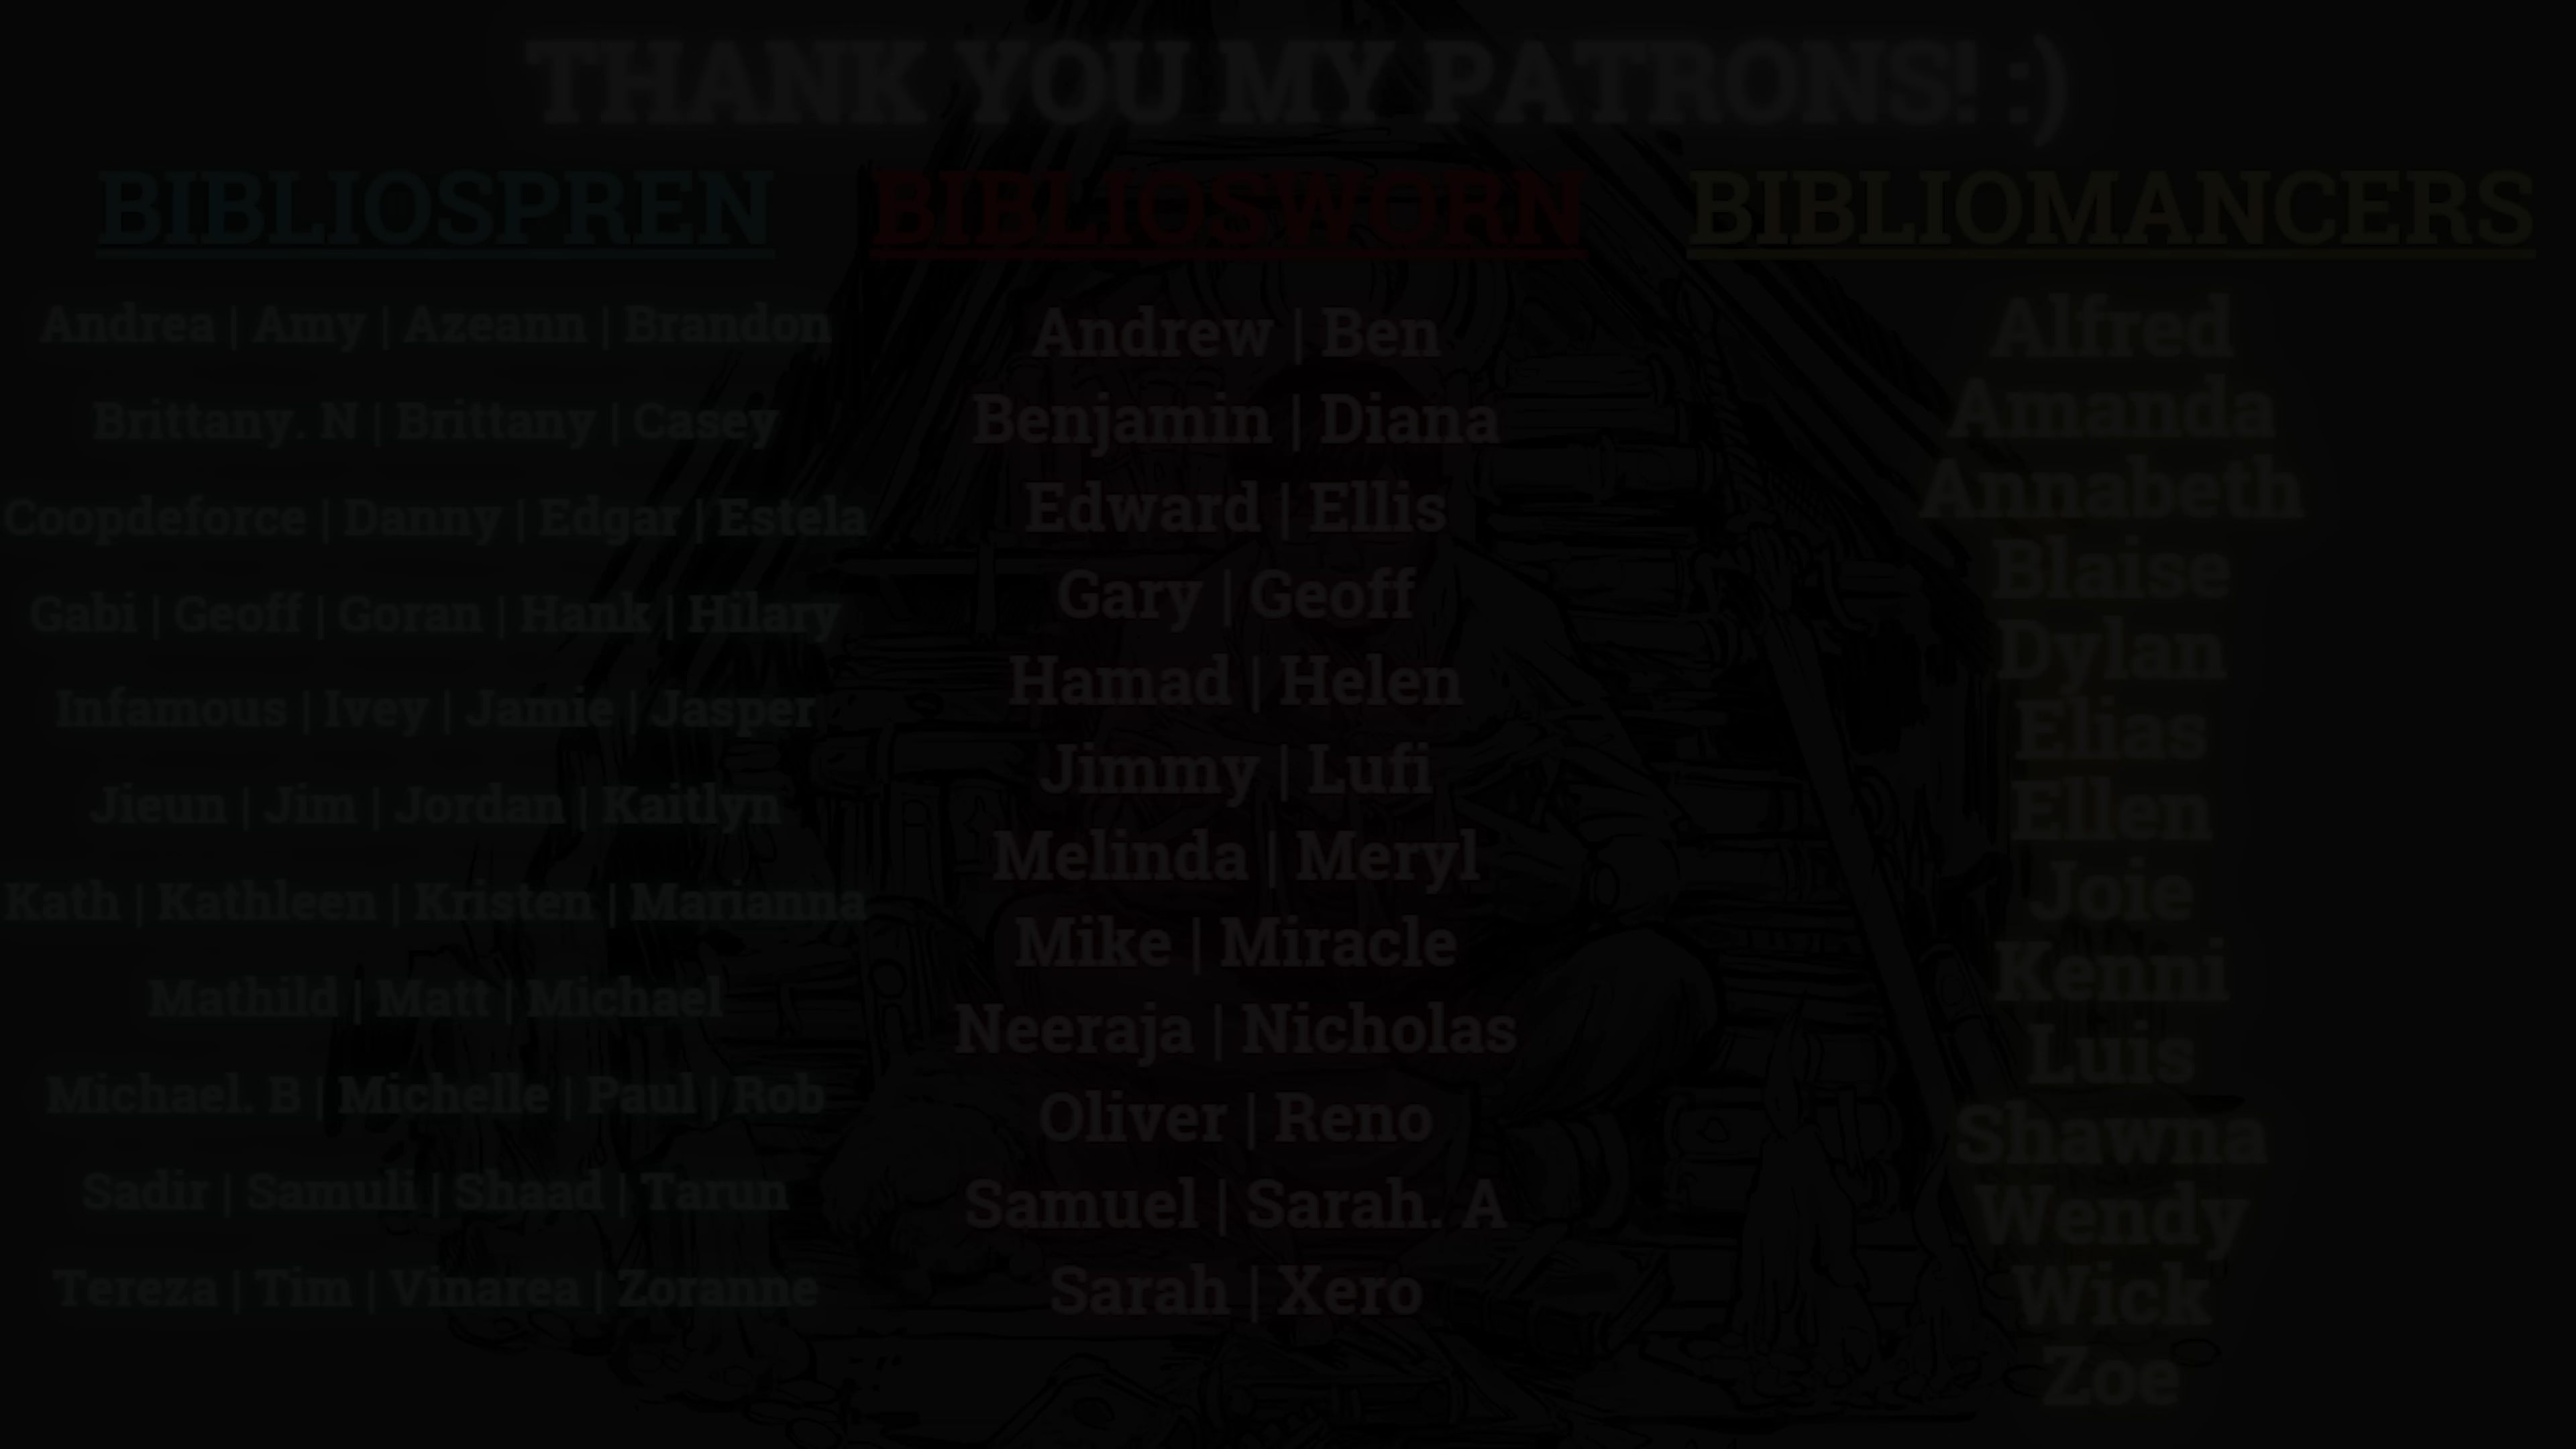 THANK YOU MY PATRONS! :)
BIBLIOSPREN
Andrea | Amy | Azeann | Brandon
Brittany. N | Brittany | Casey
Coopdeforce | Danny | Edgar | Estela
Gabi | Geoff | Goran | Hank | Hilary
Infamous | Ivey | Jamie | Jasper
Jieun | Jim | Jordan | Kaitlyn
Kath | Kathleen | Kristen | Marianna
Mathild | Matt | Michael
Michael. B | Michelle | Paul | Rob
Sadir | Samuli | Shaad | Tarun
Tereza | Tim | Vinarea | Zoranne
BIBLIOSWORN
Andrew | Ben
Benjamin | Diana
Edward | Ellis
Gary | Geoff
Hamad | Helen
Jimmy | Lufi
Melinda | Meryl
Mike | Miracle
Neeraja | Nicholas
Oliver | Reno
Samuel | Sarah. A
Sarah | Xero
BIBLIOMANCERS
Alfred
Amanda
Annabeth
Blaise
Dylan
Elias
Ellen
Joie
Kenni
Luis
Shawna
Wendy
Wick
Zoe